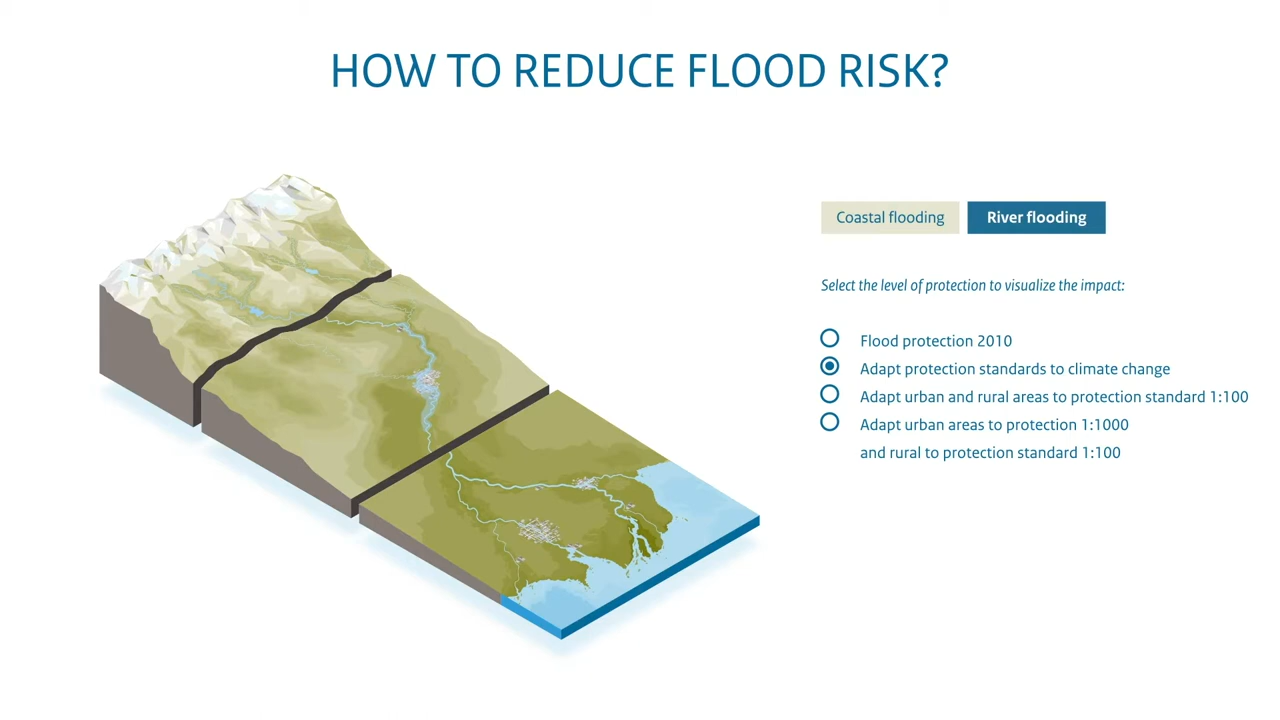 HOW TO REDUCE FLOOD RISK?
Coastal flooding
River flooding
Select the level of protection to visualize the impact:
Flood protection 2010
Adapt protection standards to climate change
Adapt urban and rural areas to protection standard 1:100
Adapt urban areas to protection 1:1000
and rural to protection standard 1:100